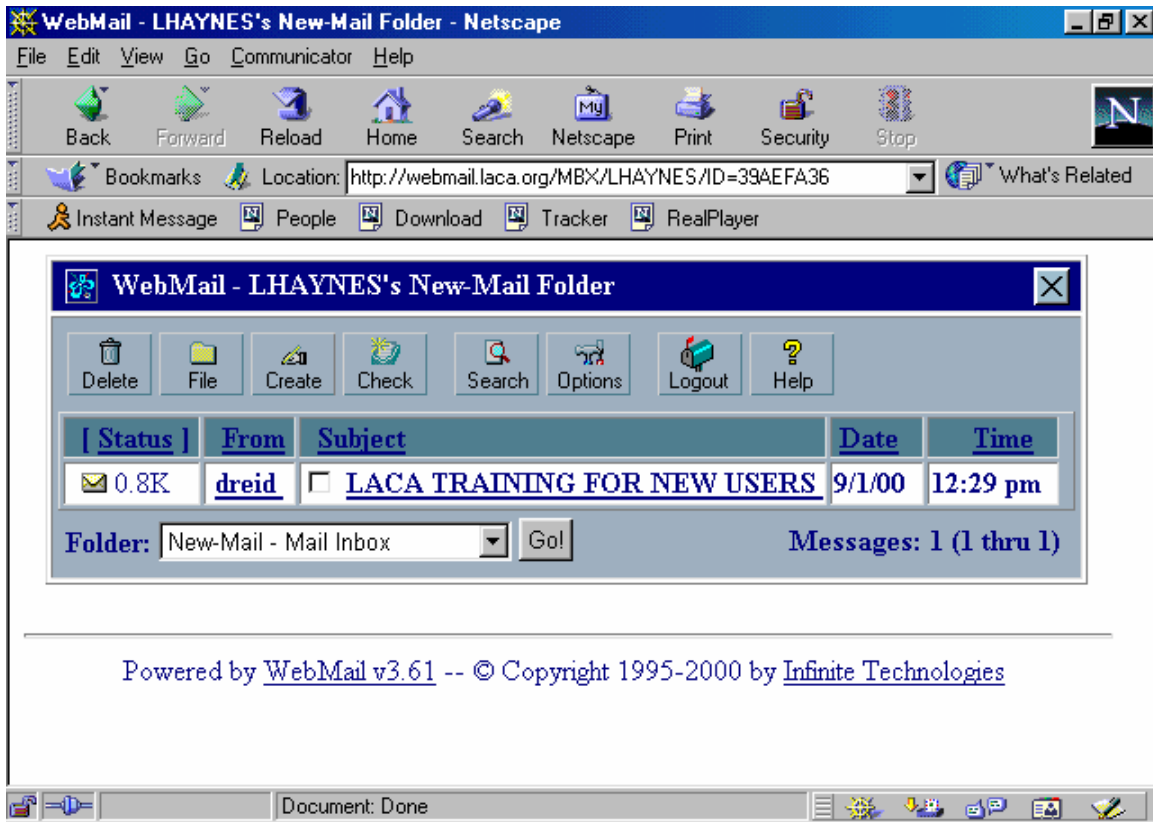 WebMail - LHAYNES's New-Mail Folder - Netscape
File Edit View Go Communicator Help
My N
Back Forward Reload Home Search Netscape Print Security Stop
Bookmarks Location: http://webmail.laca.org/MBX/LHAYNES/ID=39AEFA36 What's Related
Instant Message People Download Tracker RealPlayer
WebMail - LHAYNES's New-Mail Folder
Delete File Create Check Search Options Logout Help
[ Status ] From Subject Date Time
0.8K dreid LACA TRAINING FOR NEW USERS 9/1/00 12:29 pm
Folder: New-Mail - Mail Inbox Go! Messages: 1 (1 thru 1)
Powered by WebMail v3.61 -- © Copyright 1995-2000 by Infinite Technologies
Document: Done